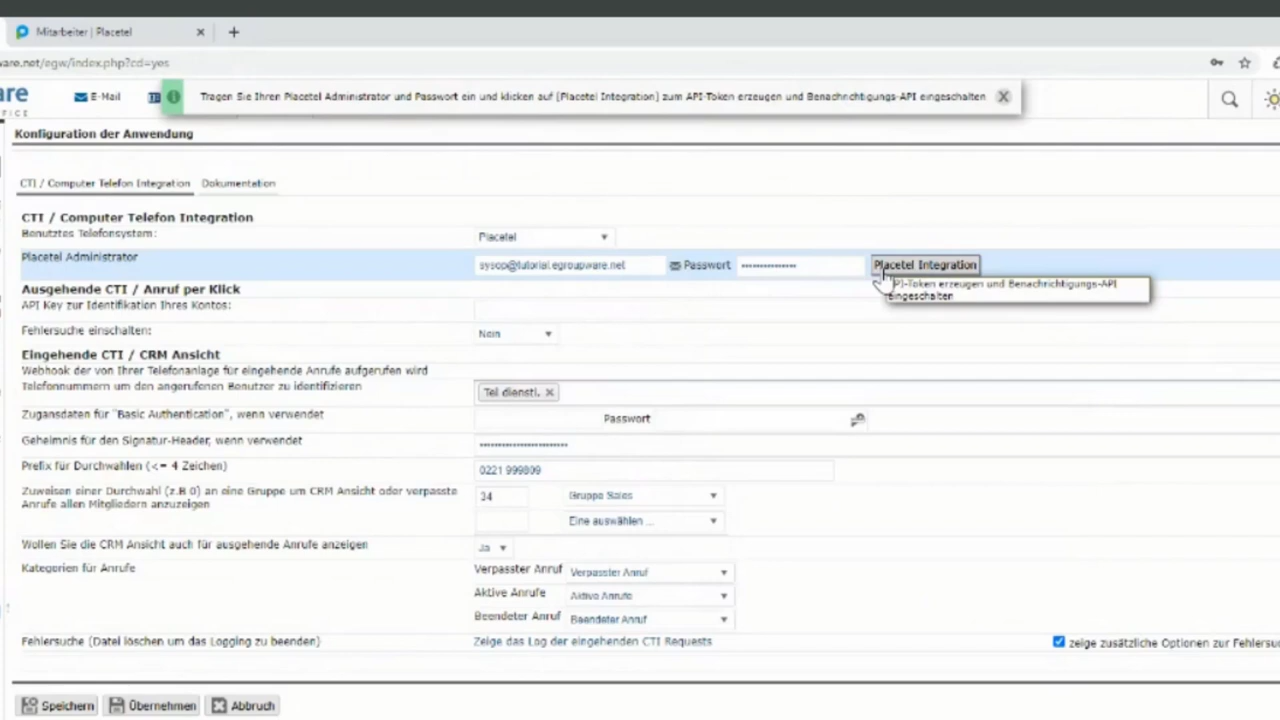 Mitarbeiter | Placetel
ware.net/egw/index.php?cd=yes
are
E-Mail
Tragen Sie Ihren Placetel Administrator und Passwort ein und klicken auf [Placetel Integration] zum API-Token erzeugen und Benachrichtigungs-API eingeschalten
Konfiguration der Anwendung
CTI / Computer Telefon Integration Dokumentation
CTI / Computer Telefon Integration
Benutztes Telefonsystem: Placetel
Placetel Administrator sysop@tutorial.egroupware.net Passwort Placetel Integration
PI-Token erzeugen und Benachrichtigungs-API
eingeschalten
Ausgehende CTI / Anruf per Klick
API Key zur Identifikation Ihres Kontos:
Fehlersuche einschalten: Nein
Eingehende CTI / CRM Ansicht
Webhook der von Ihrer Telefonanlage für eingehende Anrufe aufgerufen wird
Telefonnummern um den angerufenen Benutzer zu identifizieren Tel dienstl.
Zugansdaten für "Basic Authentication", wenn verwendet Passwort
Geheimnis für den Signatur-Header, wenn verwendet
Prefix für Durchwahlen (<= 4 Zeichen) 0221 999809
Zuweisen einer Durchwahl (z.B 0) an eine Gruppe um CRM Ansicht oder verpasste
Anrufe allen Mitgliedern anzuzeigen
34 Gruppe Sales
Eine auswählen ...
Wollen Sie die CRM Ansicht auch für ausgehende Anrufe anzeigen Ja
Kategorien für Anrufe Verpasster Anruf Verpasster Anruf
Aktive Anrufe Aktive Anrufe
Beendeter Anruf Beendeter Anruf
Fehlersuche (Datei löschen um das Logging zu beenden) Zeige das Log der eingehenden CTI Requests zeige zusätzliche Optionen zur Fehlersu
Speichern Übernehmen Abbruch